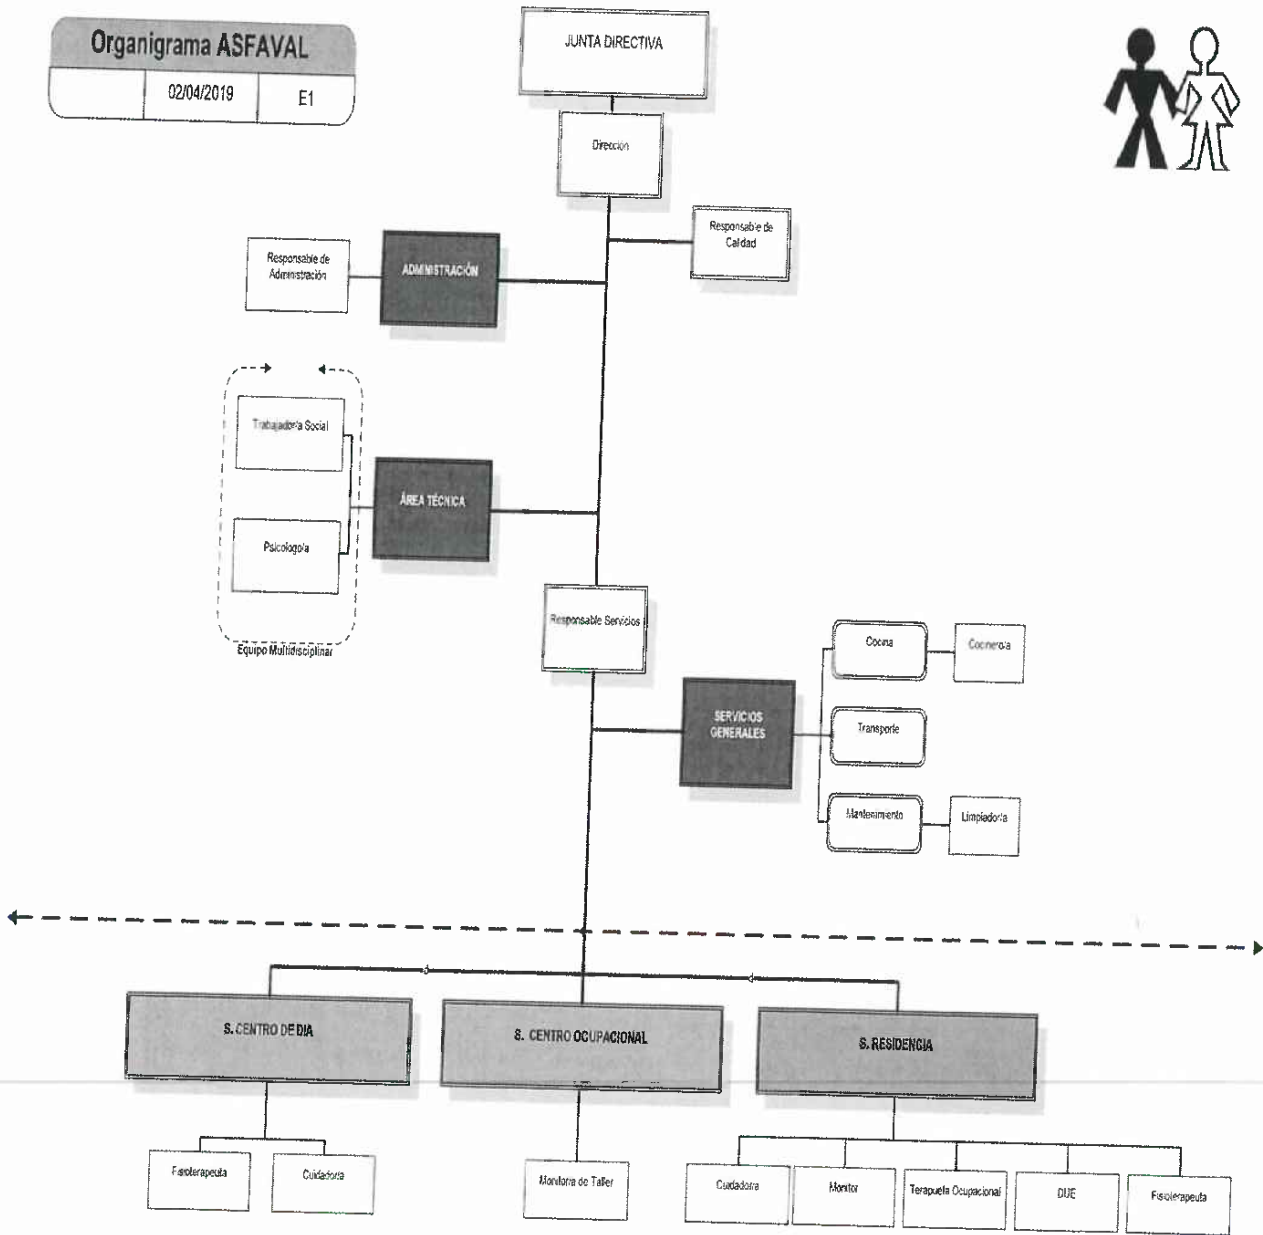 Organigrama ASFAVAL
02/04/2019
E1
JUNTA DIRECTIVA
Dirección
Responsable de
Calidad
Responsable de
Administración
ADMINISTRACIÓN
Trabajador/a Social
ÁREA TÉCNICA
Psicologo/a
Equipo Multidisciplinar
Responsable Servicios
Cocina
Cocinero/a
SERVICIOS
GENERALES
Transporte
Mantenimiento
Limpiador/a
S. CENTRO DE DIA
S. CENTRO OCUPACIONAL
S. RESIDENCIA
Fisioterapeuta
Cuidador/a
Monitor/a de Taller
Cuidador/a
Monitor
Terapueta Ocupacional
DUE
Fisioterapeuta